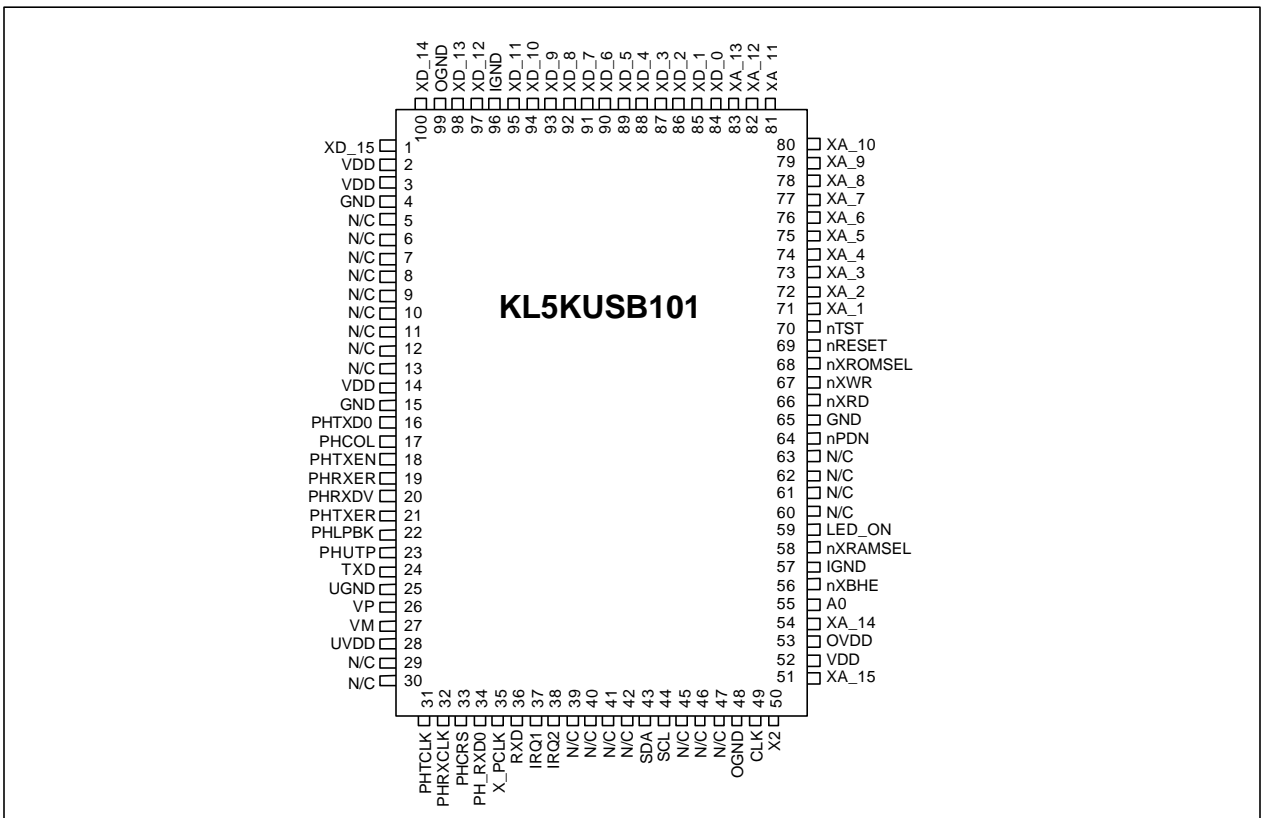 XD_14
OGND
XD_13
XD_12
IGND
XD_11
XD_10
XD_9
XD_8
XD_7
XD_6
XD_5
XD_4
XD_3
XD_2
XD_1
XD_0
XA_13
XA_12
XA_11
100 99 98 97 96 95 94 93 92 91 90 89 88 87 86 85 84 83 82 81
XD_15 1
VDD 2
VDD 3
GND 4
N/C 5
N/C 6
N/C 7
N/C 8
N/C 9
N/C 10
N/C 11
N/C 12
N/C 13
VDD 14
GND 15
PHTXD0 16
PHCOL 17
PHTXEN 18
PHRXER 19
PHRXDV 20
PHTXER 21
PHLPBK 22
PHUTP 23
TXD 24
UGND 25
VP 26
VM 27
UVDD 28
N/C 29
N/C 30
KL5KUSB101
80 XA_10
79 XA_9
78 XA_8
77 XA_7
76 XA_6
75 XA_5
74 XA_4
73 XA_3
72 XA_2
71 XA_1
70 nTST
69 nRESET
68 nXROMSEL
67 nXWR
66 nXRD
65 GND
64 nPDN
63 N/C
62 N/C
61 N/C
60 N/C
59 LED_ON
58 nXRAMSEL
57 IGND
56 nXBHE
55 A0
54 XA_14
53 OVDD
52 VDD
51 XA_15
31 32 33 34 35 36 37 38 39 40 41 42 43 44 45 46 47 48 49 50
PHTCLK
PHRXCLK
PHCRS
PH_RXD0
X_PCLK
RXD
IRQ1
IRQ2
N/C
N/C
N/C
N/C
SDA
SCL
N/C
N/C
N/C
OGND
CLK
X2